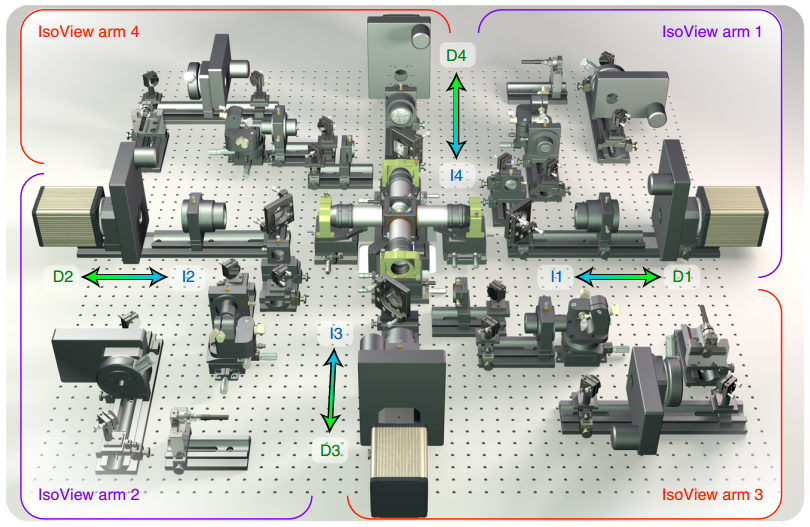 IsoView arm 4
IsoView arm 1
D4
I4
D2
I2
I1
D1
I3
D3
IsoView arm 2
IsoView arm 3